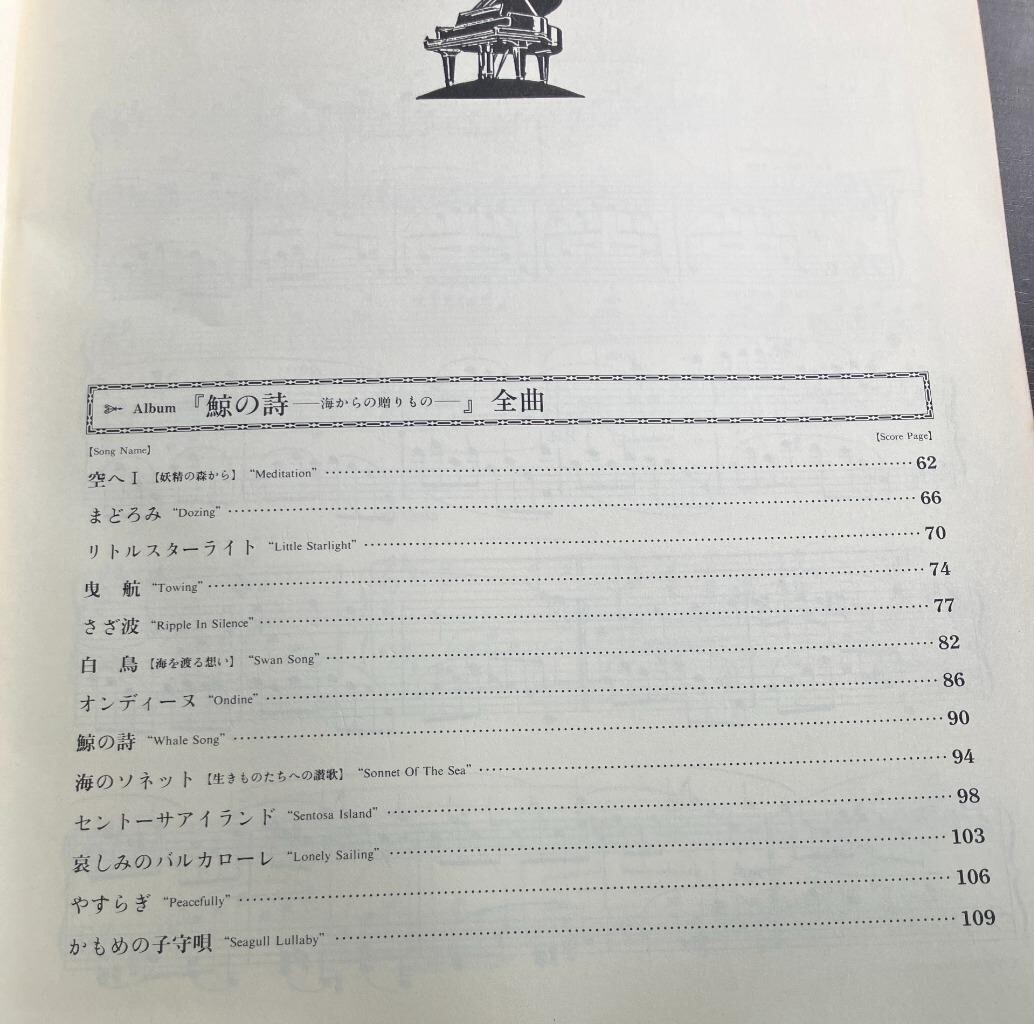 Album 『鯨の詩──海からの贈りもの──』 全曲
【Song Name】 【Score Page】
空へ I 【妖精の森から】 “Meditation” 62
まどろみ “Dozing” 66
リトルスターライト “Little Starlight” 70
曳 航 “Towing” 74
さざ波 “Ripple In Silence” 77
白 鳥 【海を渡る想い】 “Swan Song” 82
オンディーヌ “Ondine” 86
鯨の詩 “Whale Song” 90
海のソネット 【生きものたちへの讃歌】 “Sonnet Of The Sea” 94
セントーサアイランド “Sentosa Island” 98
哀しみのバルカローレ “Lonely Sailing” 103
やすらぎ “Peacefully” 106
かもめの子守唄 “Seagull Lullaby” 109